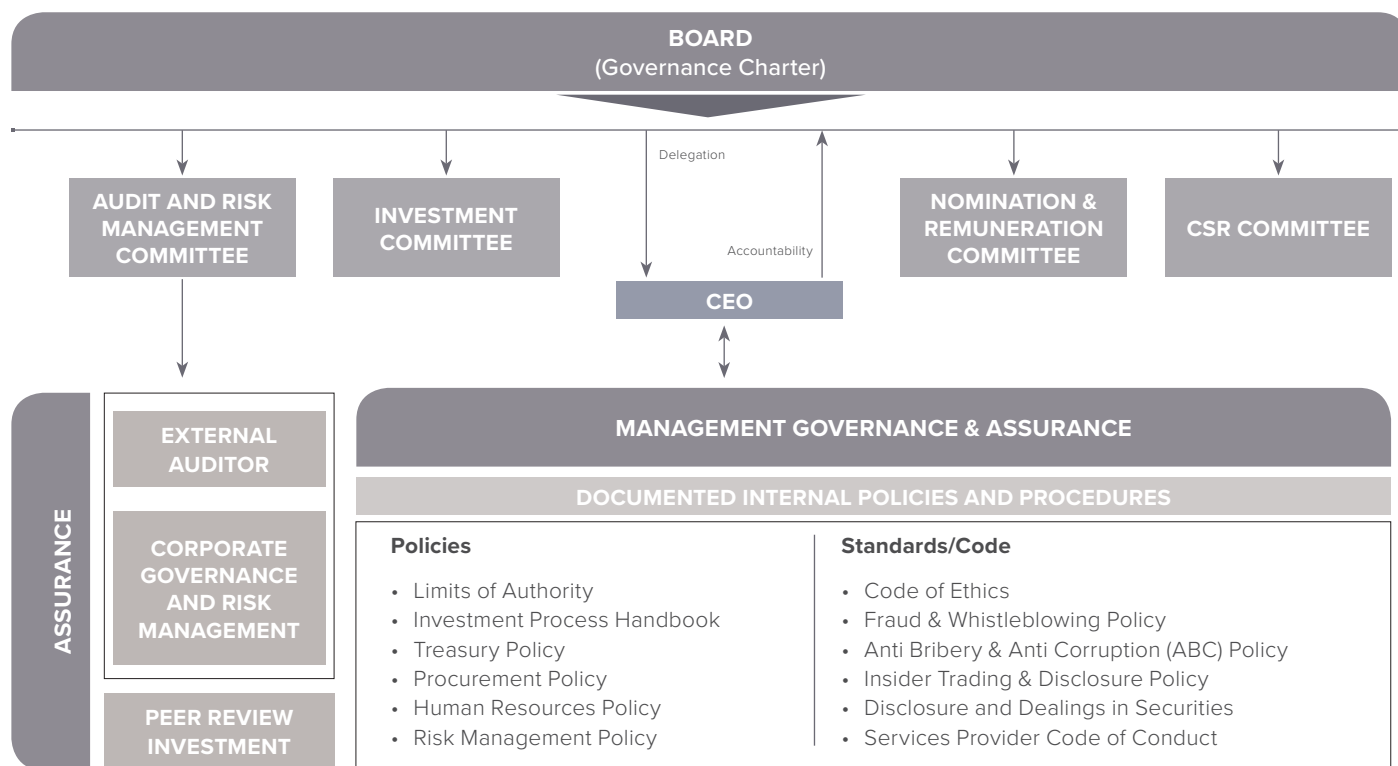 BOARD
(Governance Charter)
Delegation
AUDIT AND RISK
MANAGEMENT
COMMITTEE
INVESTMENT
COMMITTEE
NOMINATION &
REMUNERATION
COMMITTEE
CSR COMMITTEE
Accountability
CEO
ASSURANCE
EXTERNAL
AUDITOR
CORPORATE
GOVERNANCE
AND RISK
MANAGEMENT
PEER REVIEW
INVESTMENT
MANAGEMENT GOVERNANCE & ASSURANCE
DOCUMENTED INTERNAL POLICIES AND PROCEDURES
Policies
• Limits of Authority
• Investment Process Handbook
• Treasury Policy
• Procurement Policy
• Human Resources Policy
• Risk Management Policy
Standards/Code
• Code of Ethics
• Fraud & Whistleblowing Policy
• Anti Bribery & Anti Corruption (ABC) Policy
• Insider Trading & Disclosure Policy
• Disclosure and Dealings in Securities
• Services Provider Code of Conduct